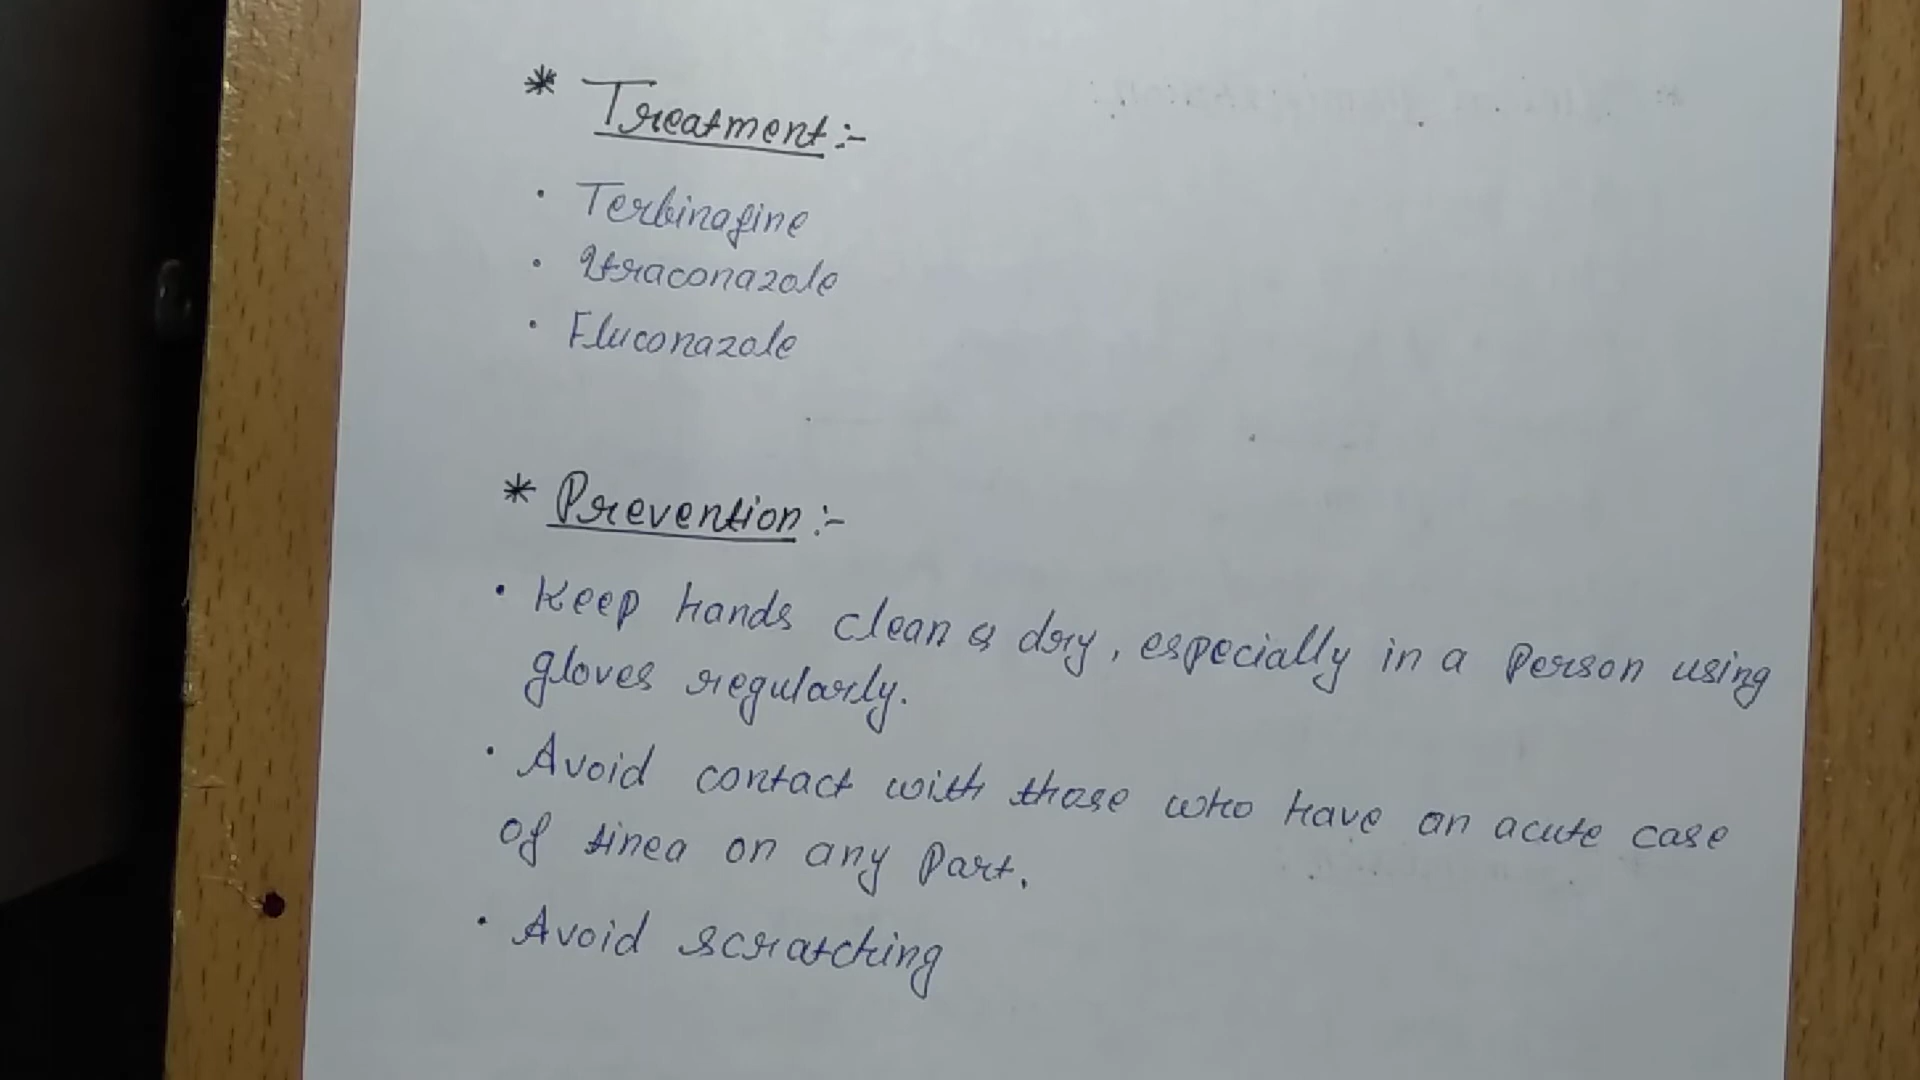 * Treatment :-
• Terbinafine
• Itraconazole
• Fluconazole
* Prevention :-
• Keep hands clean & dry, especially in a person using
gloves regularly.
• Avoid contact with those who have an acute case
of tinea on any part.
• Avoid scratching